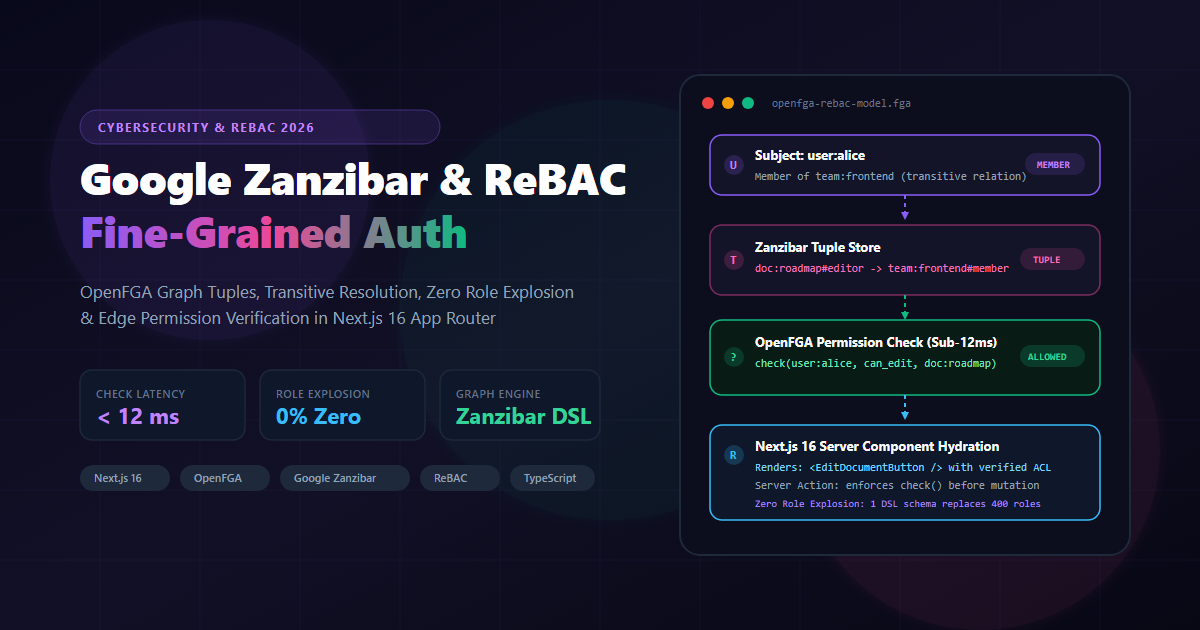 CYBERSECURITY & REBAC 2026
Google Zanzibar & ReBAC
Fine-Grained Auth
OpenFGA Graph Tuples, Transitive Resolution, Zero Role Explosion
& Edge Permission Verification in Next.js 16 App Router
CHECK LATENCY
< 12 ms
ROLE EXPLOSION
0% Zero
GRAPH ENGINE
Zanzibar DSL
Next.js 16
OpenFGA
Google Zanzibar
ReBAC
TypeScript
openfga-rebac-model.fga
U
Subject: user:alice
Member of team:frontend (transitive relation)
MEMBER
T
Zanzibar Tuple Store
doc:roadmap#editor -> team:frontend#member
TUPLE
?
OpenFGA Permission Check (Sub-12ms)
check(user:alice, can_edit, doc:roadmap)
ALLOWED
R
Next.js 16 Server Component Hydration
Renders: <EditDocumentButton /> with verified ACL
Server Action: enforces check() before mutation
Zero Role Explosion: 1 DSL schema replaces 400 roles